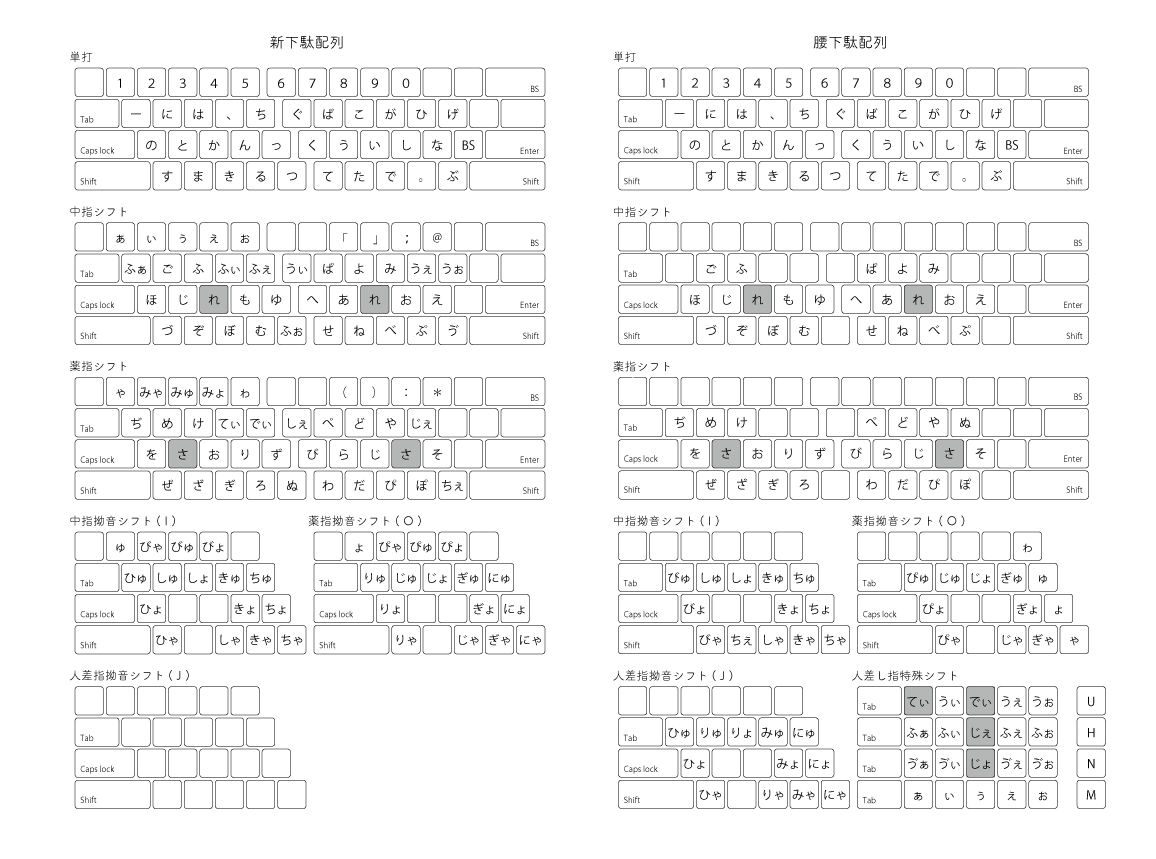 新下駄配列
単打
1 2 3 4 5 6 7 8 9 0 BS
Tab ー に は 、 ち ぐ ば こ が ひ げ
Caps lock の と か ん っ く う い し な BS Enter
Shift す ま き る つ て た で 。 ぶ Shift
中指シフト
ぁ ぃ ぅ ぇ ぉ 「 」 ; @ BS
Tab ふぁ ご ふ ふぃ ふぇ うぃ ぱ よ み うぇ うぉ
Caps lock ほ じ れ も ゆ へ あ れ お え Enter
Shift づ ぞ ぼ む ふぉ せ ね べ ぷ ゔ Shift
薬指シフト
ゃ みゃ みゅ みょ ゎ ( ) : * BS
Tab ぢ め け てぃ でぃ しぇ ぺ ど や じぇ
Caps lock を さ お り ず び ら じ さ そ Enter
Shift ぜ ざ ぎ ろ ぬ わ だ ぴ ぽ ちぇ Shift
中指拗音シフト(I)
ゅ びゃ びゅ びょ
Tab ひゅ しゅ しょ きゅ ちゅ
Caps lock ひょ きょ ちょ
Shift ひゃ しゃ きゃ ちゃ
薬指拗音シフト(O)
ょ ぴゃ ぴゅ ぴょ
Tab りゅ じゅ じょ ぎゅ にゅ
Caps lock りょ ぎょ にょ
Shift りゃ じゃ ぎゃ にゃ
人差指拗音シフト(J)
Tab
Caps lock
Shift
腰下駄配列
単打
1 2 3 4 5 6 7 8 9 0 BS
Tab ー に は 、 ち ぐ ば こ が ひ げ
Caps lock の と か ん っ く う い し な BS Enter
Shift す ま き る つ て た で 。 ぶ Shift
中指シフト
BS
Tab ご ふ ぱ よ み
Caps lock ほ じ れ も ゆ へ あ れ お え Enter
Shift づ ぞ ぼ む せ ね べ ぷ Shift
薬指シフト
BS
Tab ぢ め け ぺ ど や ぬ
Caps lock を さ お り ず び ら じ さ そ Enter
Shift ぜ ざ ぎ ろ わ だ ぴ ぽ Shift
中指拗音シフト(I)
Tab びゅ しゅ しょ きゅ ちゅ
Caps lock びょ きょ ちょ
Shift びゃ ちぇ しゃ きゃ ちゃ
薬指拗音シフト(O)
ゎ
Tab ぴゅ じゅ じょ ぎゅ ゅ
Caps lock ぴょ ぎょ ょ
Shift ぴゃ じゃ ぎゃ ゃ
人差指拗音シフト(J)
Tab ひゅ りゅ りょ みゅ にゅ
Caps lock ひょ みょ にょ
Shift ひゃ りゃ みゃ にゃ
人差し指特殊シフト
Tab てぃ うぃ でぃ うぇ うぉ U
Tab ふぁ ふぃ じぇ ふぇ ふぉ H
Tab ゔぁ ゔぃ じょ ゔぇ ゔぉ N
Tab ぁ ぃ ぅ ぇ ぉ M